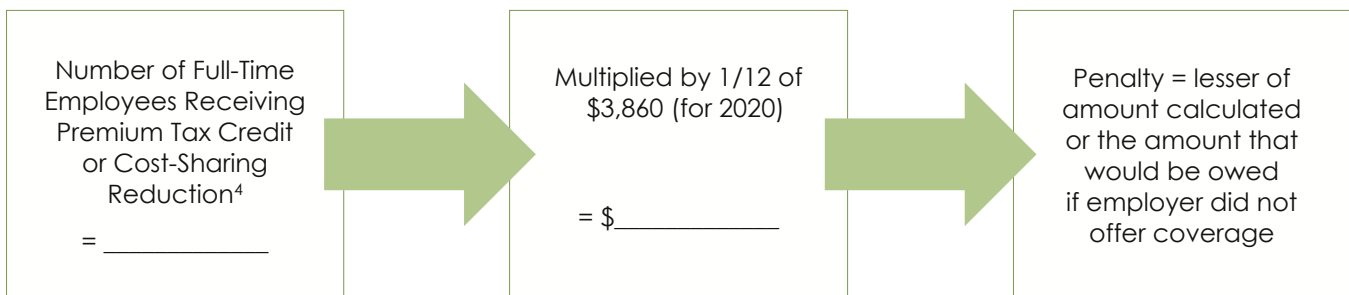 Number of Full-Time
Employees Receiving
Premium Tax Credit
or Cost-Sharing
Reduction⁴
= _____________
Multiplied by 1/12 of
$3,860 (for 2020)
= $_____________
Penalty = lesser of
amount calculated
or the amount that
would be owed
if employer did not
offer coverage